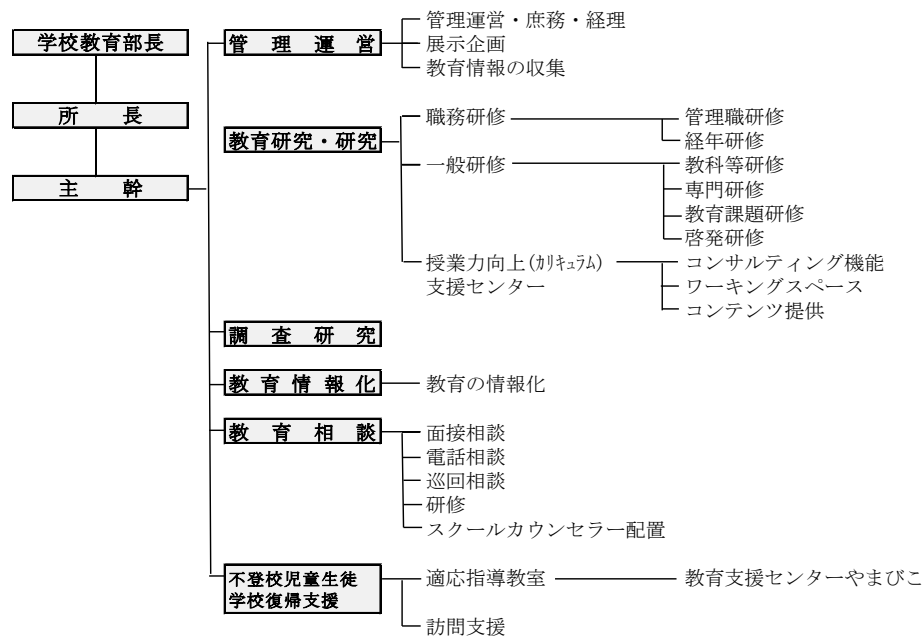 学校教育部長
所長
主幹
管理運営
管理運営・庶務・経理
展示企画
教育情報の収集
教育研究・研究
職務研修
管理職研修
経年研修
一般研修
教科等研修
専門研修
教育課題研修
啓発研修
授業力向上(ｶﾘｷｭﾗﾑ)
支援センター
コンサルティング機能
ワーキングスペース
コンテンツ提供
調査研究
教育情報化
教育の情報化
教育相談
面接相談
電話相談
巡回相談
研修
スクールカウンセラー配置
不登校児童生徒
学校復帰支援
適応指導教室
教育支援センターやまびこ
訪問支援